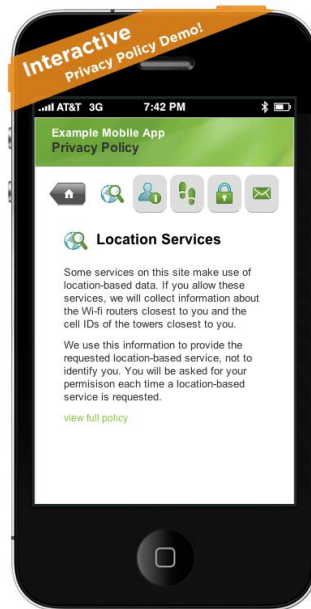 Interactive
Privacy Policy Demo!
AT&T 3G 7:42 PM
Example Mobile App
Privacy Policy
Location Services
Some services on this site make use of
location-based data. If you allow these
services, we will collect information about
the Wi-fi routers closest to you and the
cell IDs of the towers closest to you.
We use this information to provide the
requested location-based service, not to
identify you. You will be asked for your
permisison each time a location-based
service is requested.
view full policy